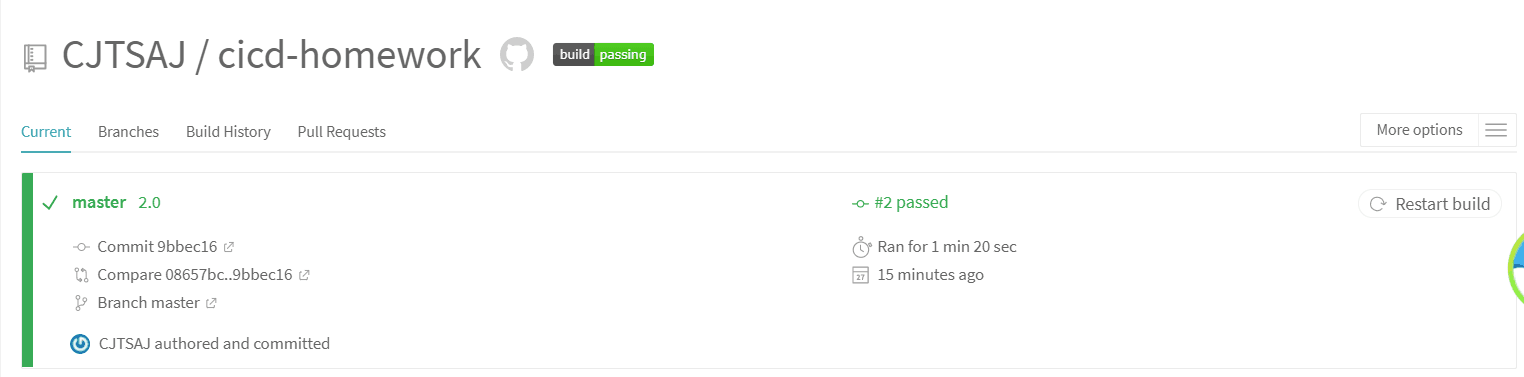 CJTSAJ / cicd-homework build passing
Current Branches Build History Pull Requests More options
master 2.0 #2 passed Restart build
Commit 9bbec16 Ran for 1 min 20 sec
Compare 08657bc..9bbec16 27 15 minutes ago
Branch master
CJTSAJ authored and committed